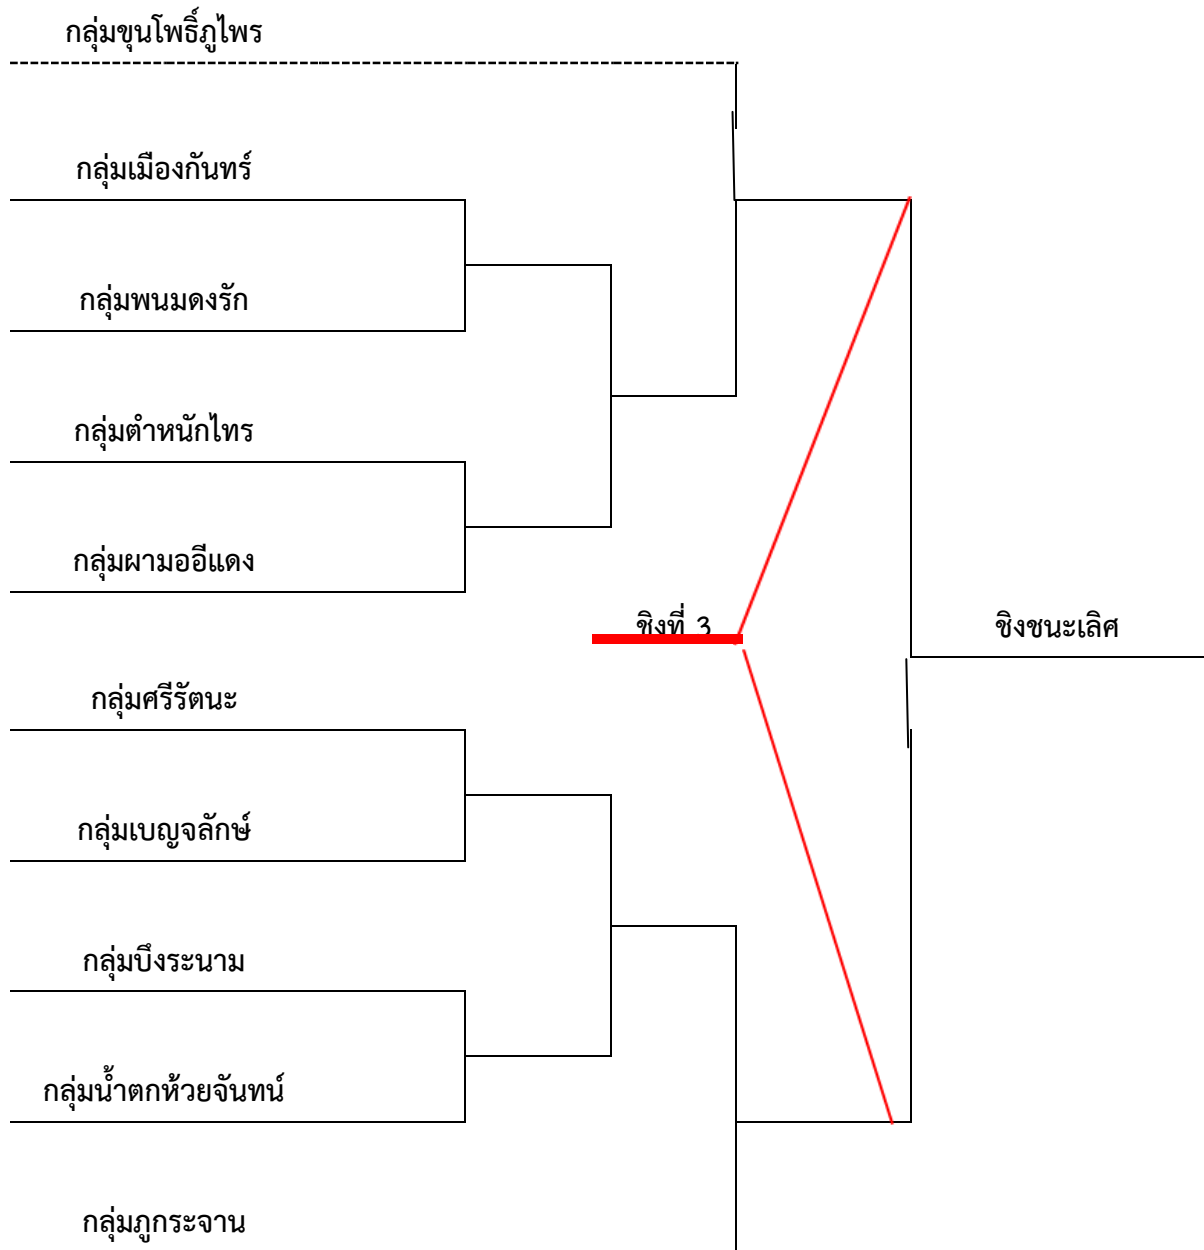 กลุ่มขุนโพธิ์ภูไพร
กลุ่มเมืองกันทร์
กลุ่มพนมดงรัก
กลุ่มตำหนักไทร
กลุ่มผามออีแดง
ชิงที่ 3
ชิงชนะเลิศ
กลุ่มศรีรัตนะ
กลุ่มเบญจลักษ์
กลุ่มบึงระนาม
กลุ่มน้ำตกห้วยจันทน์
กลุ่มภูกระจาน